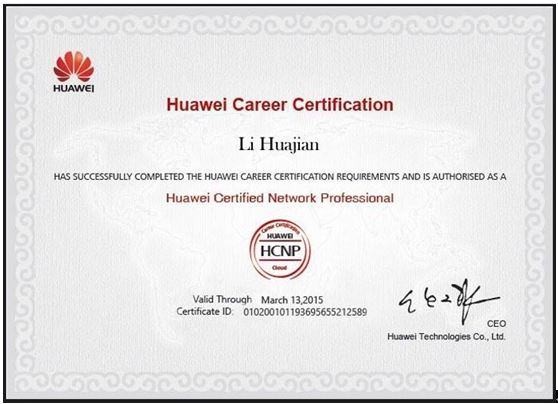 HUAWEI
Huawei Career Certification
Li Huajian
HAS SUCCESSFULLY COMPLETED THE HUAWEI CAREER CERTIFICATION REQUIREMENTS AND IS AUTHORISED AS A
Huawei Certified Network Professional
Career Certification
HUAWEI
HCNP
Cloud
Valid Through March 13,2015
Certificate ID: 010200101193695655212589
CEO
Huawei Technologies Co., Ltd.